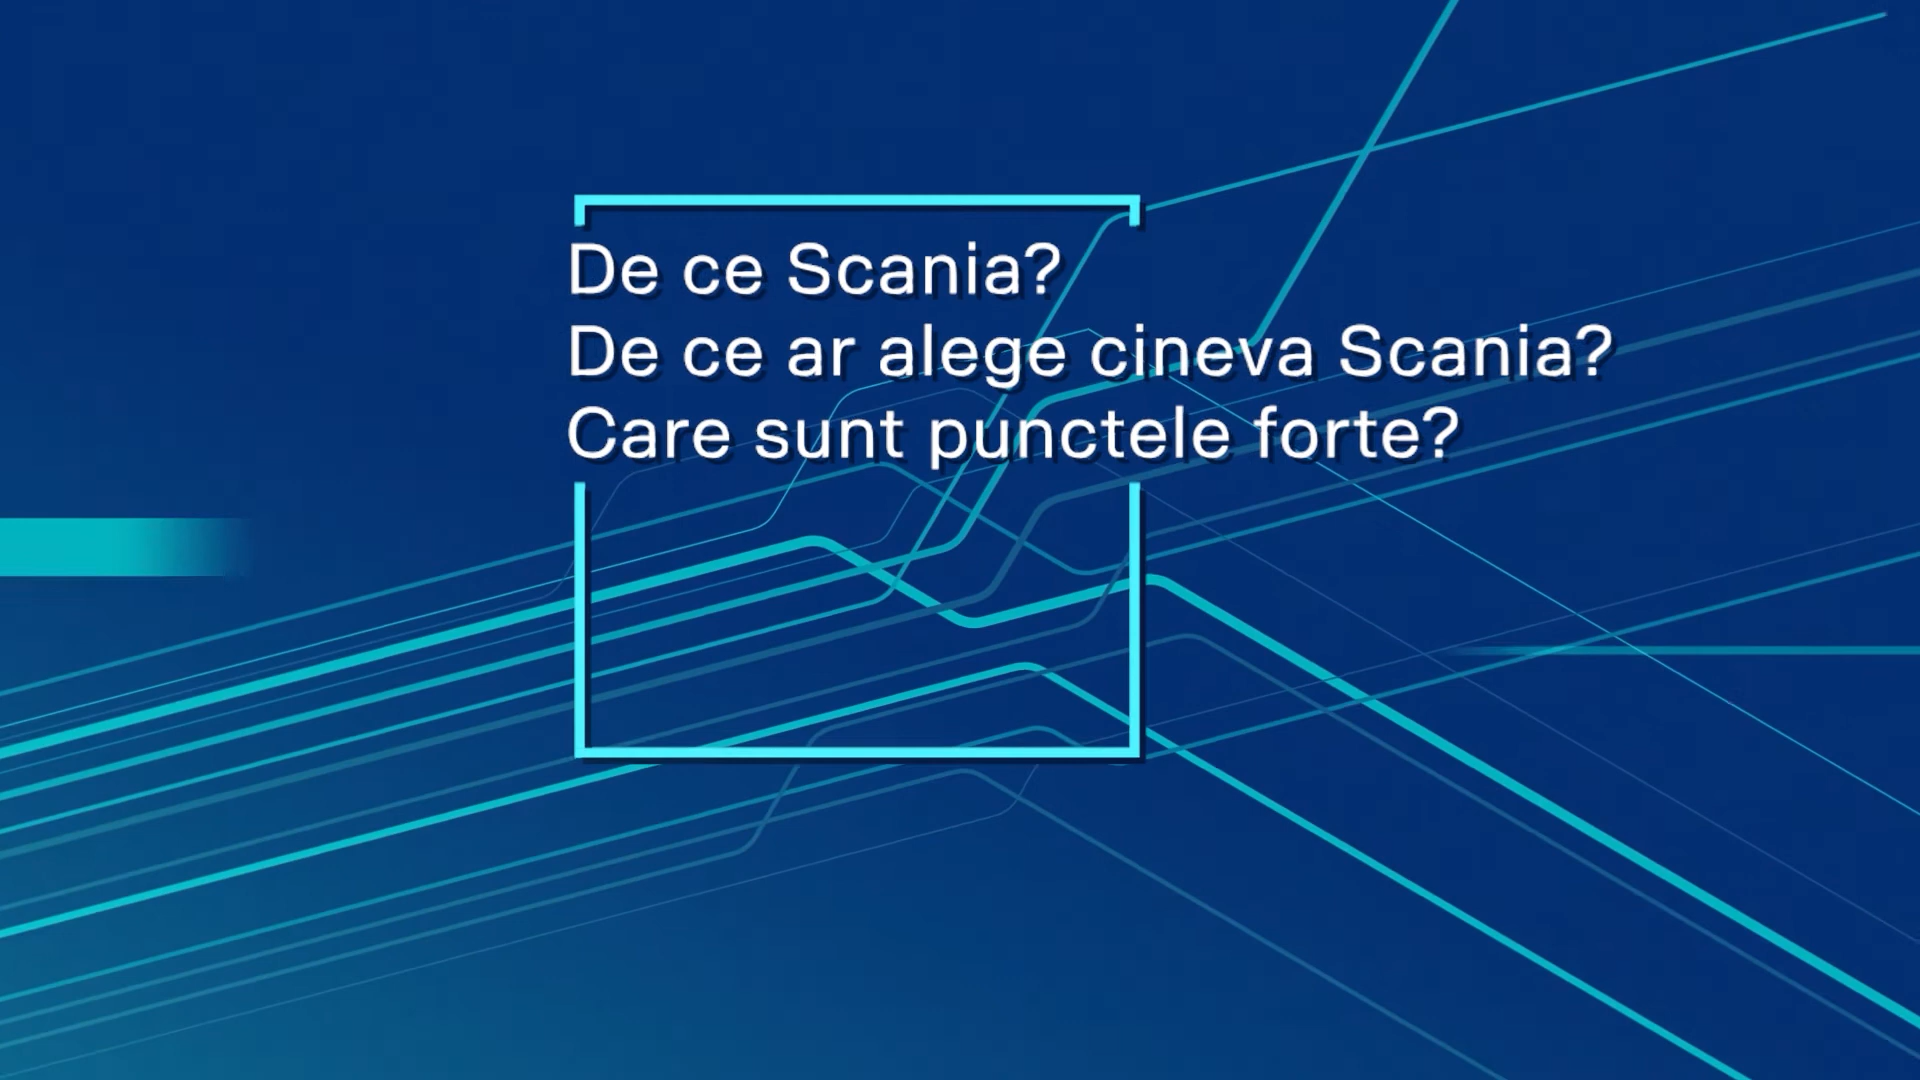 De ce Scania?
De ce ar alege cineva Scania?
Care sunt punctele forte?